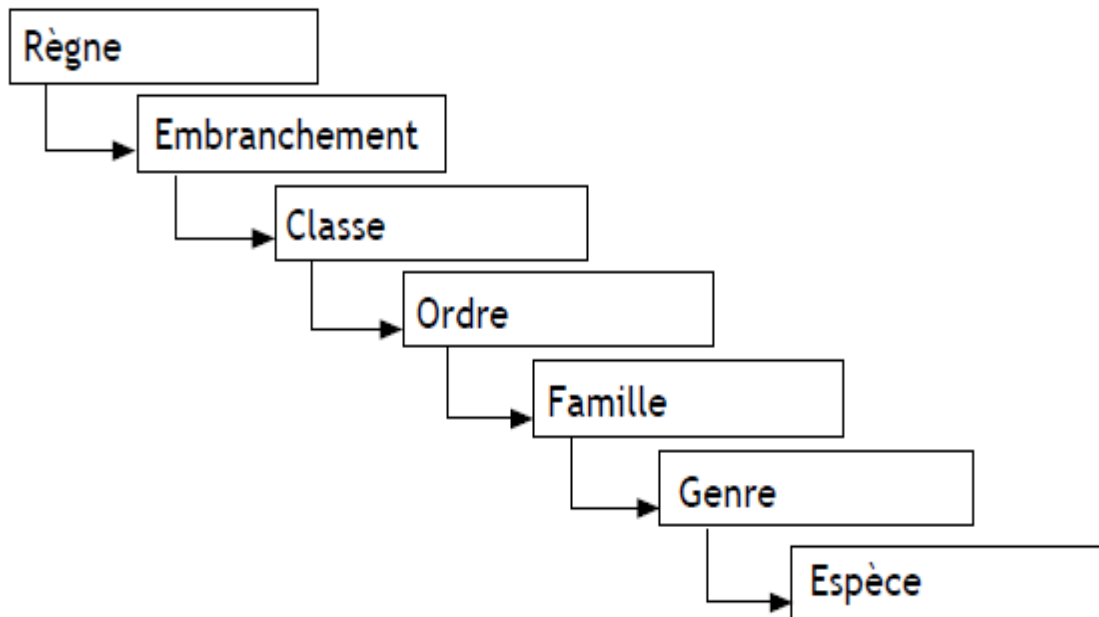 Règne
Embranchement
Classe
Ordre
Famille
Genre
Espèce